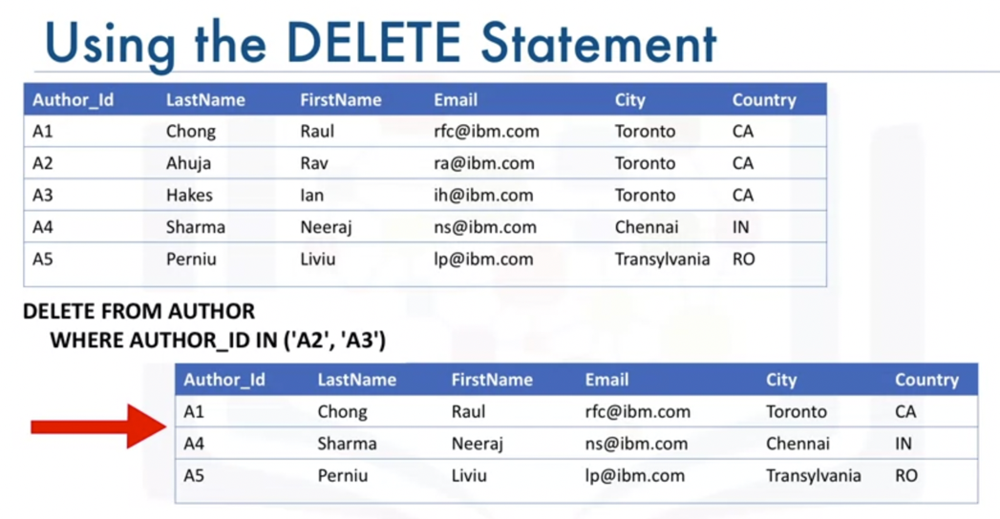 Using the DELETE Statement
Author_Id LastName FirstName Email City Country
A1 Chong Raul rfc@ibm.com Toronto CA
A2 Ahuja Rav ra@ibm.com Toronto CA
A3 Hakes Ian ih@ibm.com Toronto CA
A4 Sharma Neeraj ns@ibm.com Chennai IN
A5 Perniu Liviu lp@ibm.com Transylvania RO
DELETE FROM AUTHOR
WHERE AUTHOR_ID IN ('A2', 'A3')
Author_Id LastName FirstName Email City Country
A1 Chong Raul rfc@ibm.com Toronto CA
A4 Sharma Neeraj ns@ibm.com Chennai IN
A5 Perniu Liviu lp@ibm.com Transylvania RO